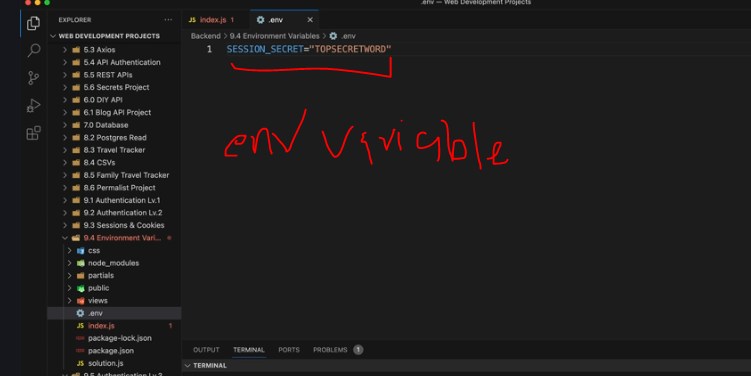 .env — Web Development Projects
EXPLORER
WEB DEVELOPMENT PROJECTS
5.3 Axios
5.4 API Authentication
5.5 REST APIs
5.6 Secrets Project
6.0 DIY API
6.1 Blog API Project
7.0 Database
8.2 Postgres Read
8.3 Travel Tracker
8.4 CSVs
8.5 Family Travel Tracker
8.6 Permalist Project
9.1 Authentication Lv.1
9.2 Authentication Lv.2
9.3 Sessions & Cookies
9.4 Environment Vari...
css
node_modules
partials
public
views
.env
JS index.js 1
package-lock.json
package.json
JS solution.js
9.5 Authentication Lv.3
JS index.js 1 .env ×
Backend > 9.4 Environment Variables > .env
1 SESSION_SECRET="TOPSECRETWORD"
env variable
OUTPUT TERMINAL PORTS PROBLEMS 1
TERMINAL